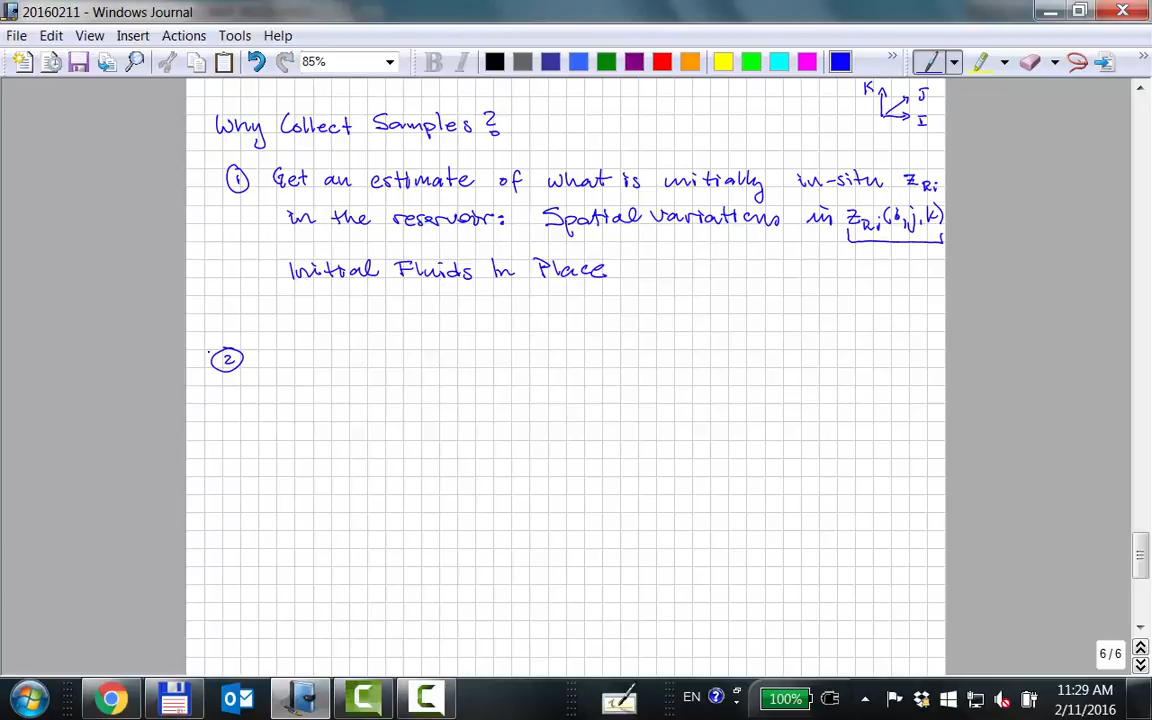 20160211 - Windows Journal
File Edit View Insert Actions Tools Help
85%
K J
I
Why Collect Samples ?
① Get an estimate of what is initially in-situ z_Ri
in the reservoir: Spatial variations in z_Ri(i,j,k)
Initial Fluids In Place
②
6 / 6
EN 100% 11:29 AM
2/11/2016